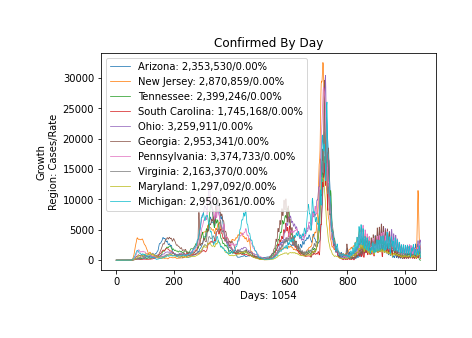 Confirmed By Day
Growth
Region: Cases/Rate
30000
25000
20000
15000
10000
5000
0
Arizona: 2,353,530/0.00%
New Jersey: 2,870,859/0.00%
Tennessee: 2,399,246/0.00%
South Carolina: 1,745,168/0.00%
Ohio: 3,259,911/0.00%
Georgia: 2,953,341/0.00%
Pennsylvania: 3,374,733/0.00%
Virginia: 2,163,370/0.00%
Maryland: 1,297,092/0.00%
Michigan: 2,950,361/0.00%
0 200 400 600 800 1000
Days: 1054